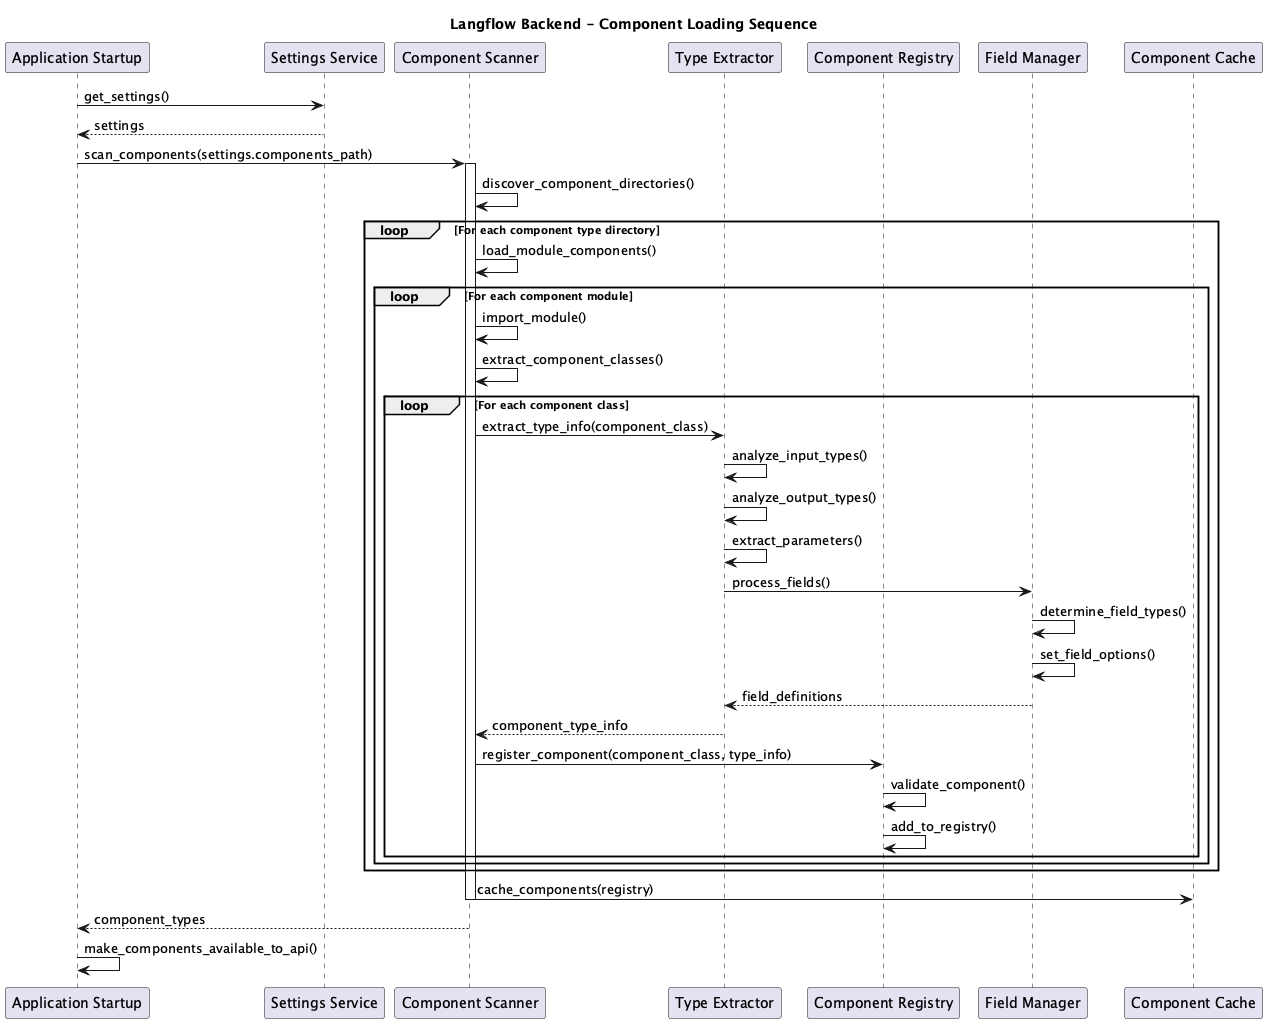 Langflow Backend - Component Loading Sequence
Application Startup
Settings Service
Component Scanner
Type Extractor
Component Registry
Field Manager
Component Cache
get_settings()
settings
scan_components(settings.components_path)
discover_component_directories()
loop
[For each component type directory]
load_module_components()
loop
[For each component module]
import_module()
extract_component_classes()
loop
[For each component class]
extract_type_info(component_class)
analyze_input_types()
analyze_output_types()
extract_parameters()
process_fields()
determine_field_types()
set_field_options()
field_definitions
component_type_info
register_component(component_class, type_info)
validate_component()
add_to_registry()
cache_components(registry)
component_types
make_components_available_to_api()
Application Startup
Settings Service
Component Scanner
Type Extractor
Component Registry
Field Manager
Component Cache